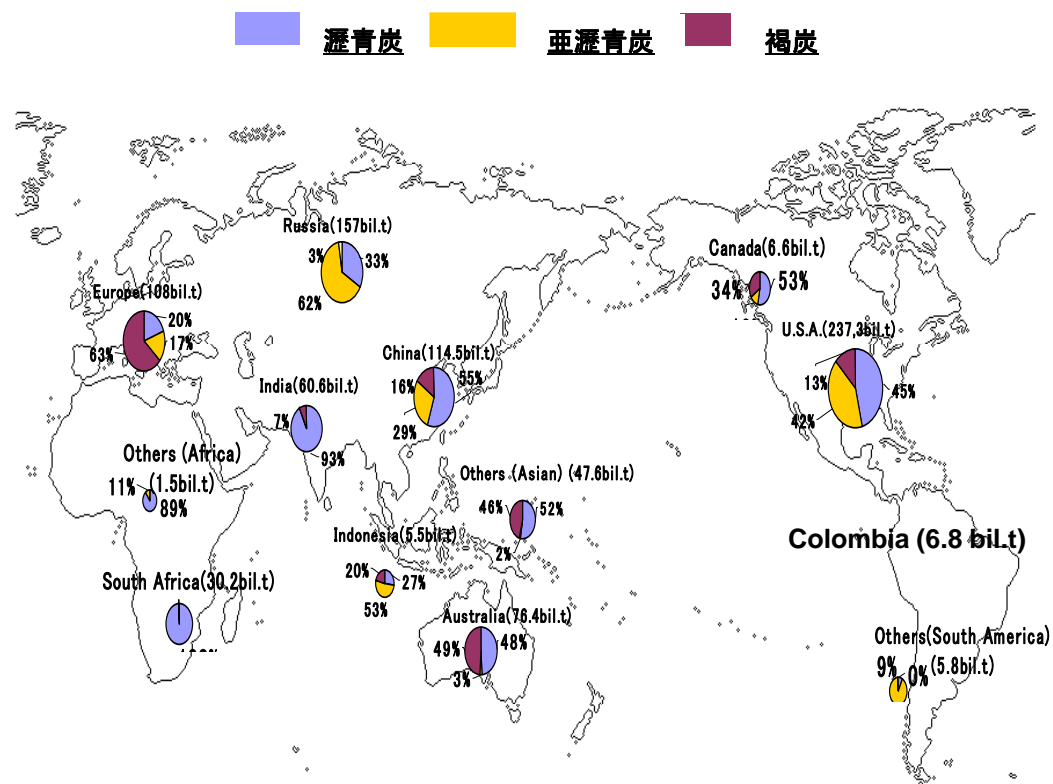 瀝青炭 亜瀝青炭 褐炭
Russia(157bil.t)
3% 33%
62%
Canada(6.6bil.t)
34% 53%
Europe(108bil.t)
20%
17%
63%
U.S.A.(237,3bil.t)
13% 45%
42%
China(114.5bil.t)
16% 55%
29%
India(60.6bil.t)
7%
93%
Others (Africa)
(1.5bil.t)
11%
89%
Others (Asian) (47.6bil.t)
46% 52%
2%
Indonesia(5.5bil.t)
20% 27%
53%
Colombia (6.8 bil.t)
South Africa(30.2bil.t)
Australia(76.4bil.t)
49% 48%
3%
Others(South America)
(5.8bil.t)
9% 0%